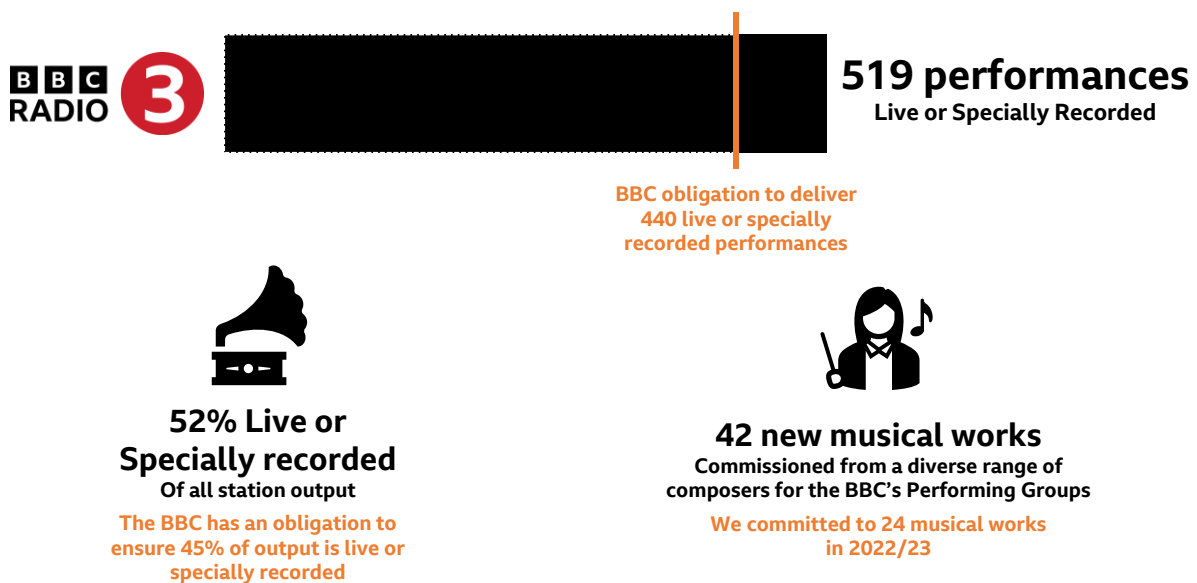 BBC
RADIO 3
519 performances
Live or Specially Recorded
BBC obligation to deliver
440 live or specially
recorded performances
52% Live or
Specially recorded
Of all station output
The BBC has an obligation to
ensure 45% of output is live or
specially recorded
42 new musical works
Commissioned from a diverse range of
composers for the BBC’s Performing Groups
We committed to 24 musical works
in 2022/23